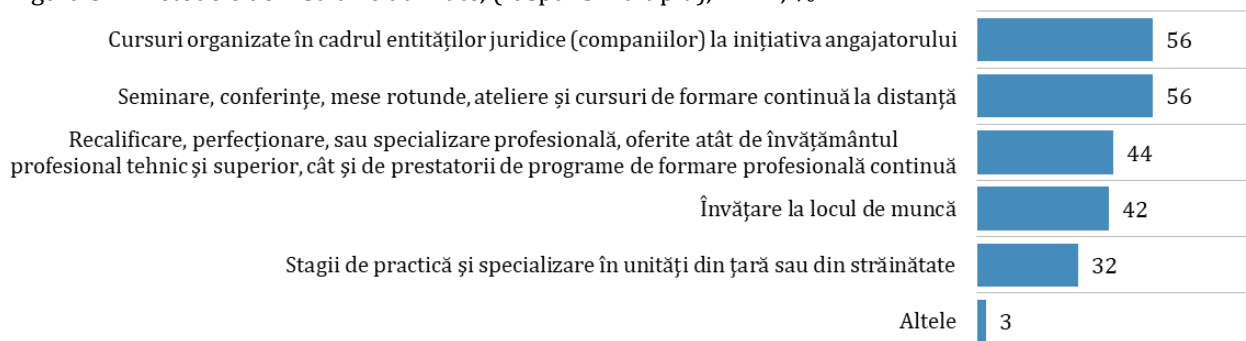 Cursuri organizate în cadrul entităților juridice (companiilor) la inițiativa angajatorului 56
Seminare, conferințe, mese rotunde, ateliere și cursuri de formare continuă la distanță 56
Recalificare, perfecționare, sau specializare profesională, oferite atât de învățământul
profesional tehnic şi superior, cât şi de prestatorii de programe de formare profesională continuă 44
Învățare la locul de muncă 42
Stagii de practică şi specializare în unități din țară sau din străinătate 32
Altele 3